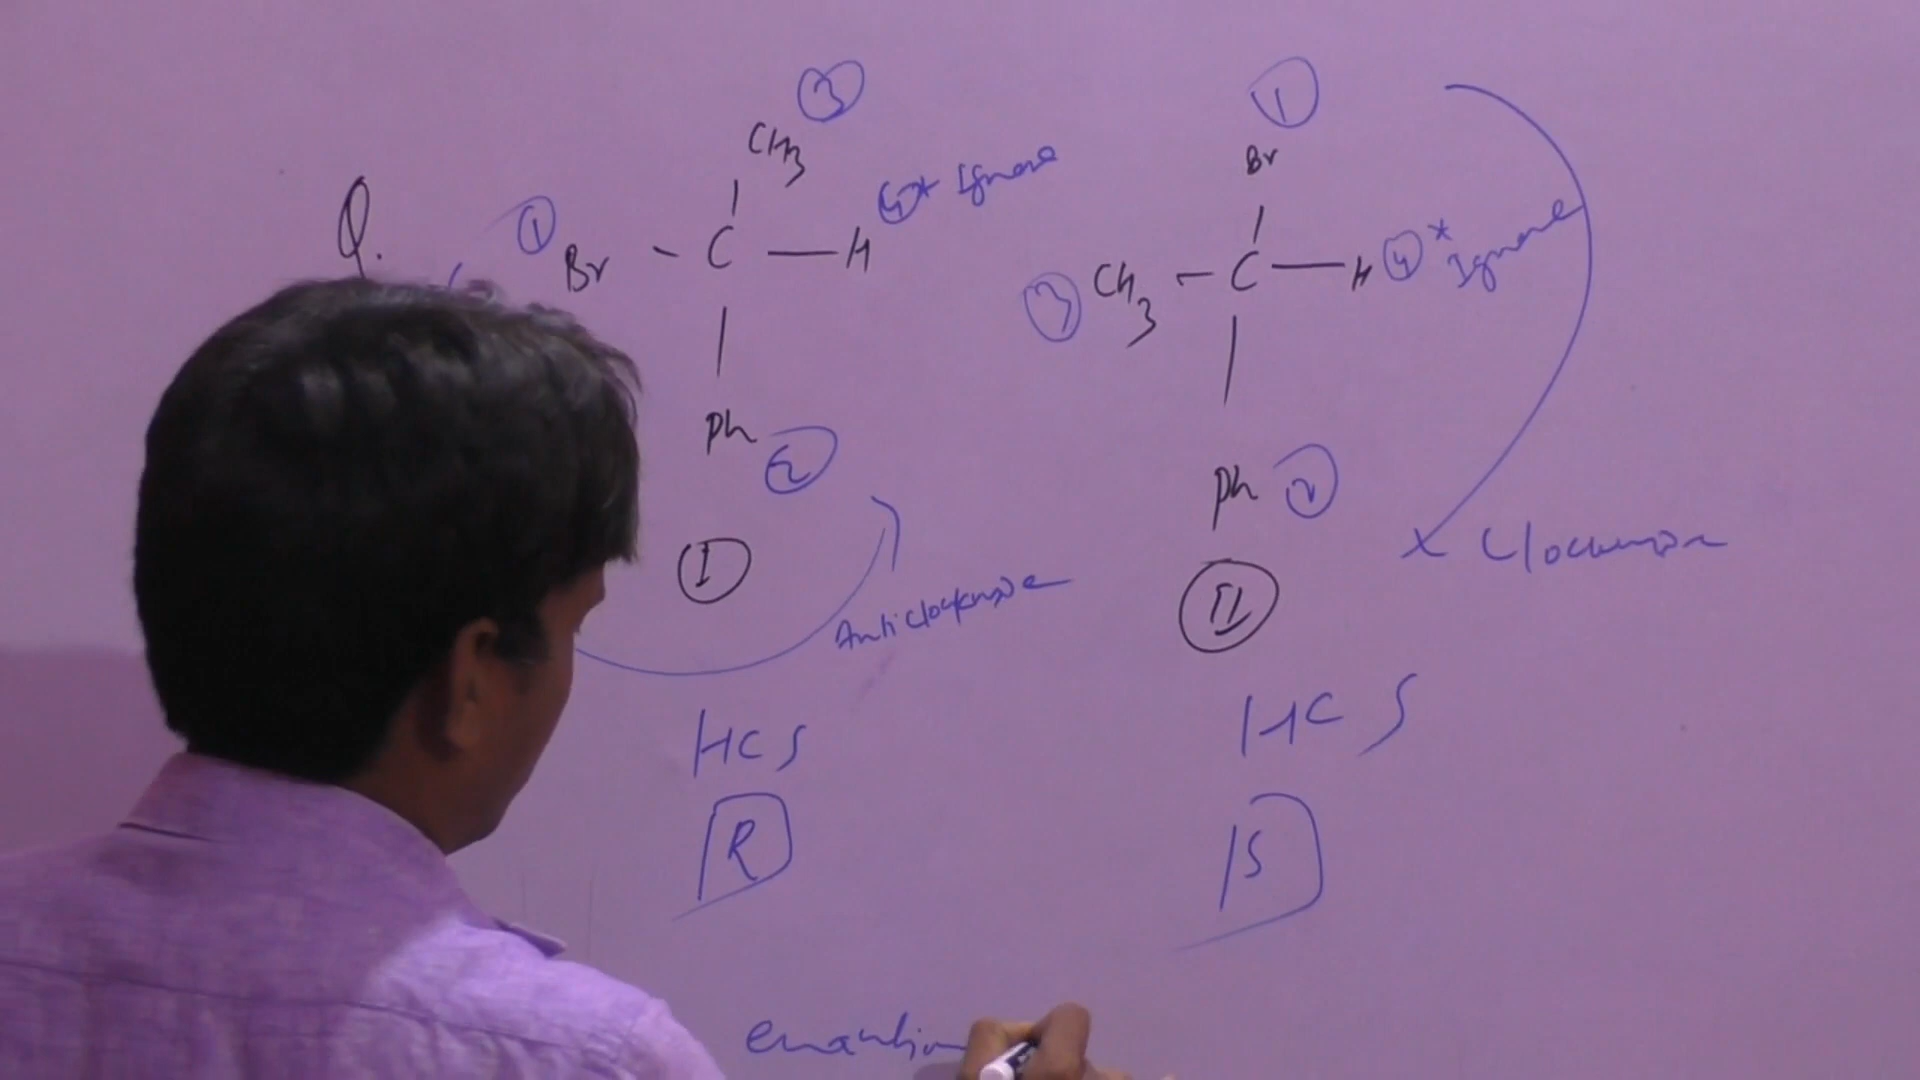 Q.
③
CH3
① Br - C — H ④* Ignore
|
Ph ②
Ⓘ
Anticlockwise
HCS
R
①
Br
③ CH3 - C — H ④* Ignore
|
Ph ②
Ⓘ︎Ⓘ
Clockwise
HCS
S
enantiom